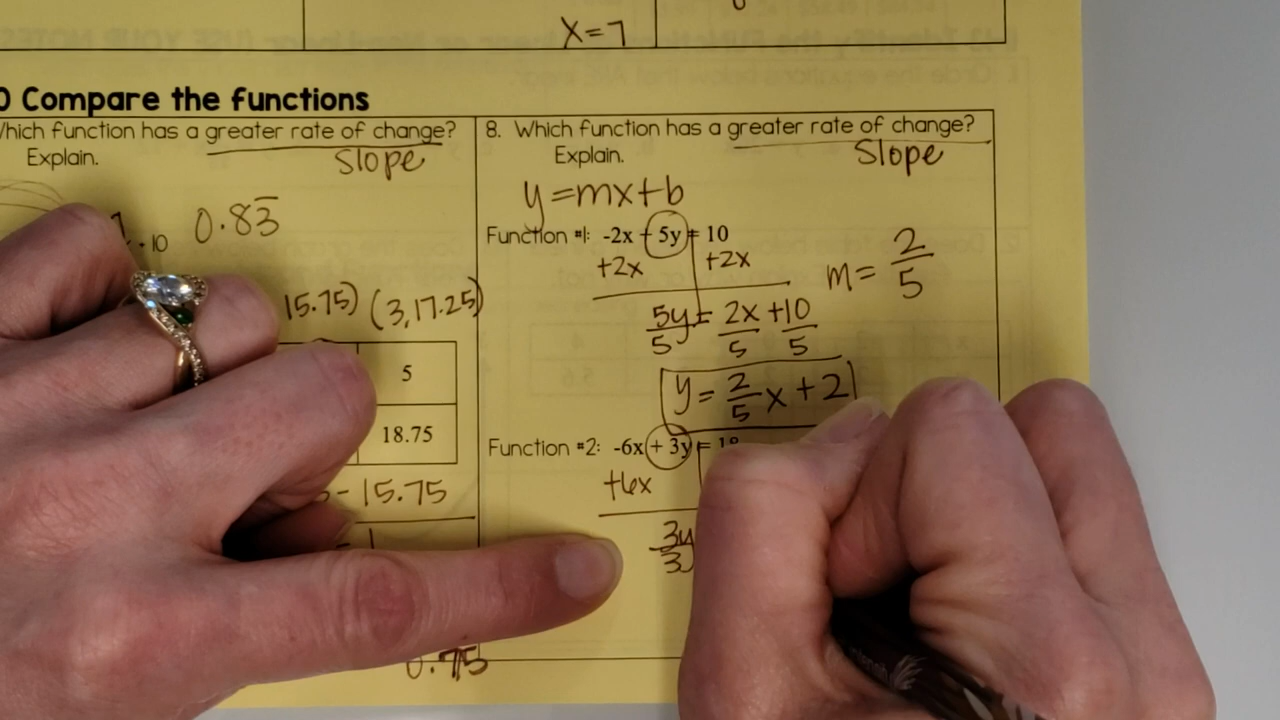 x=7
Compare the functions
Which function has a greater rate of change?
Explain.
Slope
.10 0.83̅
15.75) (3,17.25)
5
18.75
- 15.75
0.75
8. Which function has a greater rate of change?
Explain.
Slope
y=mx+b
Function #1: -2x + 5y = 10
+2x +2x
m= 2/5
5y/5 = 2x/5 +10/5
y= 2/5 x + 2
Function #2: -6x + 3y =
+6x
3y/3